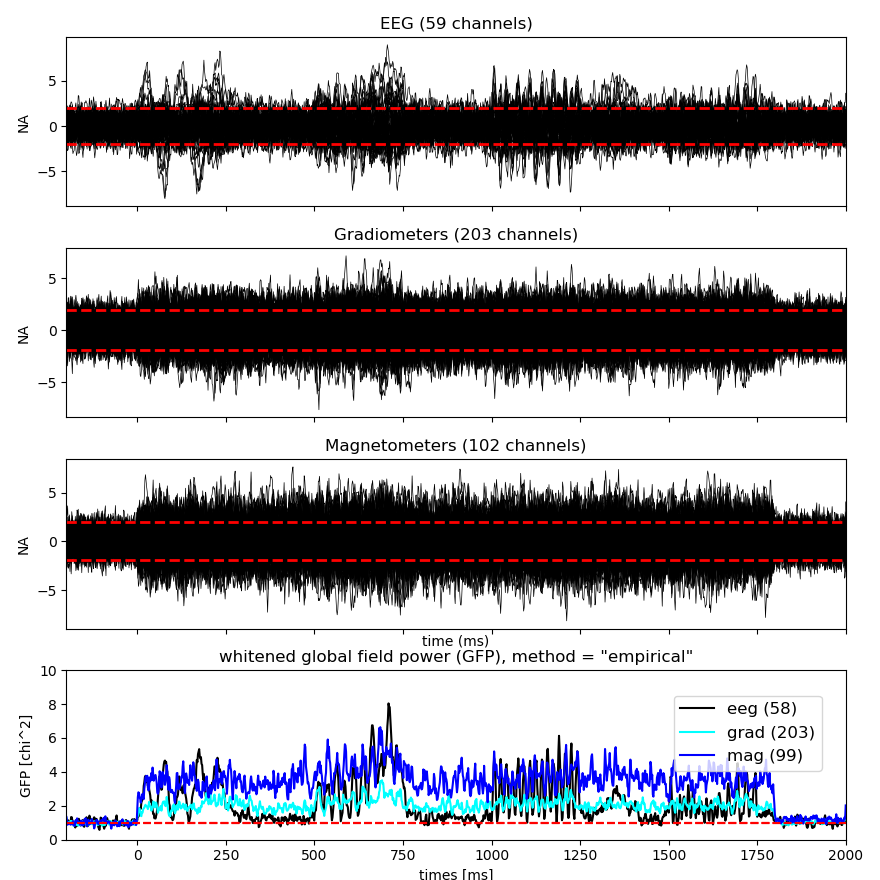 EEG (59 channels)
5
0
−5
NA
Gradiometers (203 channels)
5
0
−5
NA
Magnetometers (102 channels)
5
0
−5
NA
time (ms)
whitened global field power (GFP), method = "empirical"
10
8
6
4
2
0
GFP [chi^2]
eeg (58)
grad (203)
mag (99)
0 250 500 750 1000 1250 1500 1750 2000
times [ms]